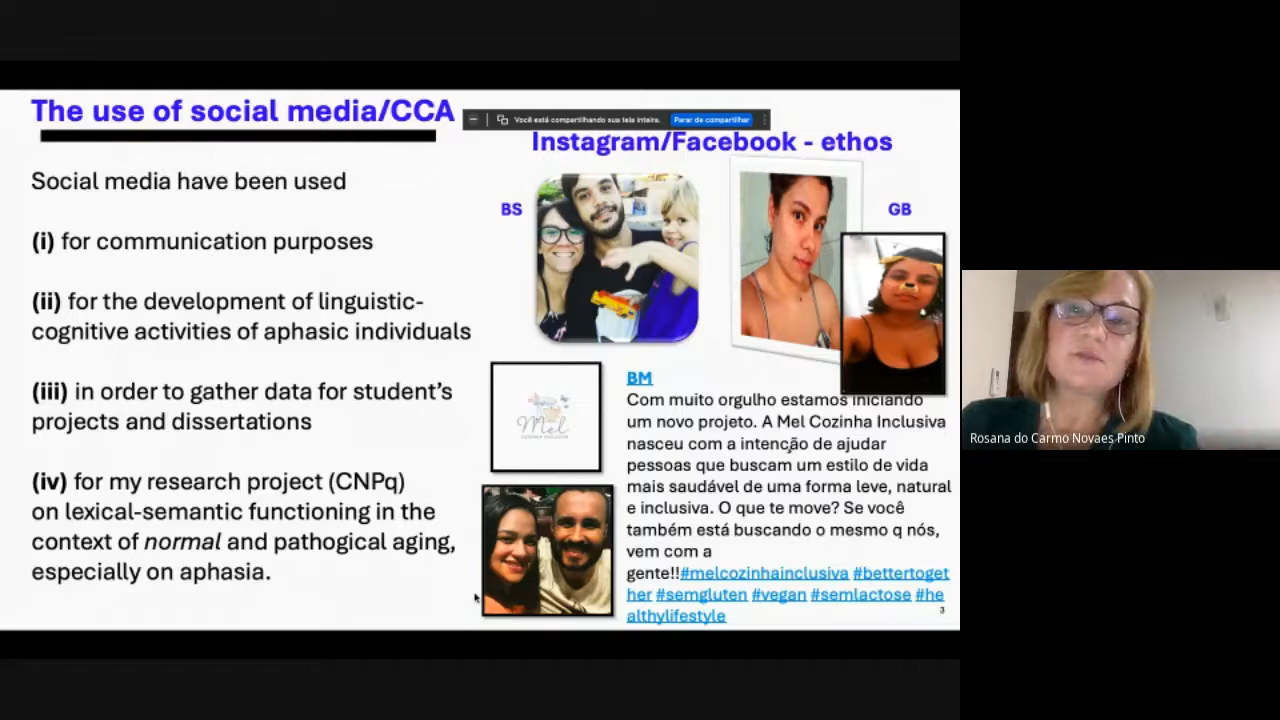 The use of social media/CCA
Você está compartilhando sua tela inteira. Parar de compartilhar
Instagram/Facebook - ethos
Social media have been used
(i) for communication purposes
(ii) for the development of linguistic-
cognitive activities of aphasic individuals
(iii) in order to gather data for student’s
projects and dissertations
(iv) for my research project (CNPq)
on lexical-semantic functioning in the
context of normal and pathogical aging,
especially on aphasia.
BS
GB
Mel
COZINHA INCLUSIVA
BM
Com muito orgulho estamos iniciando
um novo projeto. A Mel Cozinha Inclusiva
nasceu com a intenção de ajudar
pessoas que buscam um estilo de vida
mais saudável de uma forma leve, natural
e inclusiva. O que te move? Se você
também está buscando o mesmo q nós,
vem com a
gente!!#melcozinhainclusiva #bettertoget
her #semgluten #vegan #semlactose #he
althylifestyle
3
Rosana do Carmo Novaes Pinto